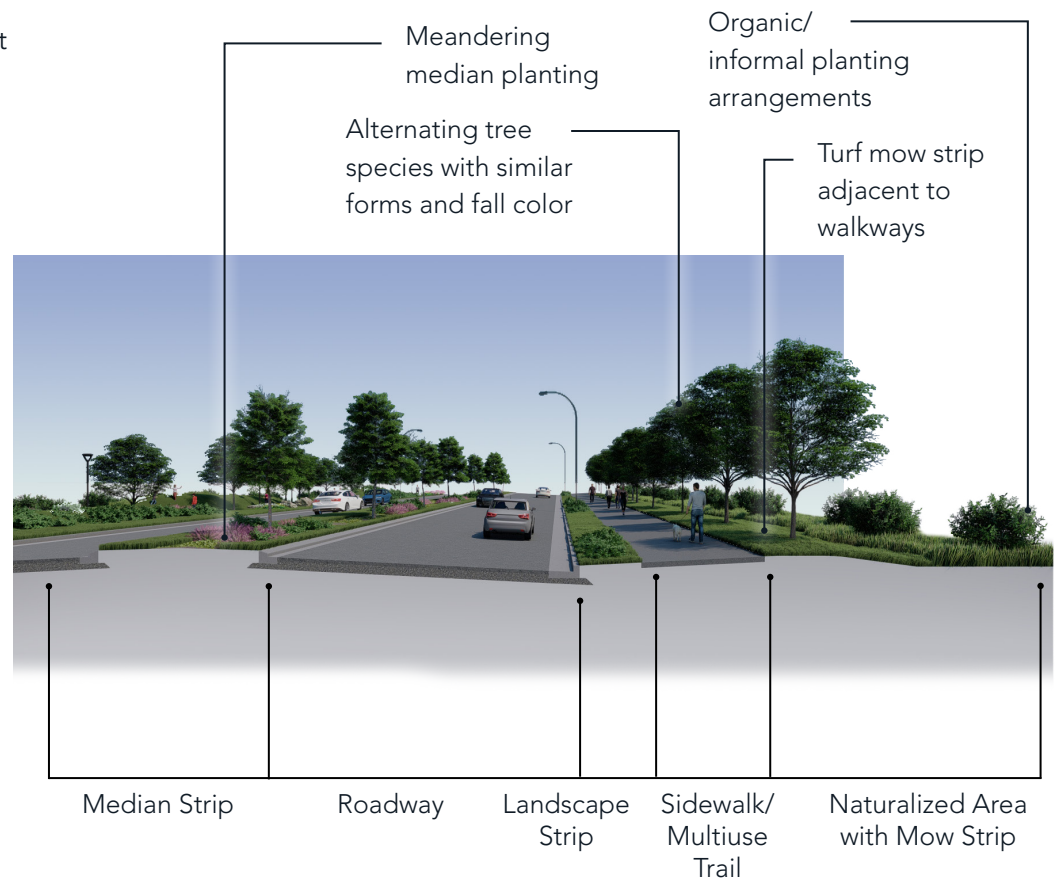 t
Meandering
median planting
Organic/
informal planting
arrangements
Alternating tree
species with similar
forms and fall color
Turf mow strip
adjacent to
walkways
Median Strip
Roadway
Landscape
Strip
Sidewalk/
Multiuse
Trail
Naturalized Area
with Mow Strip